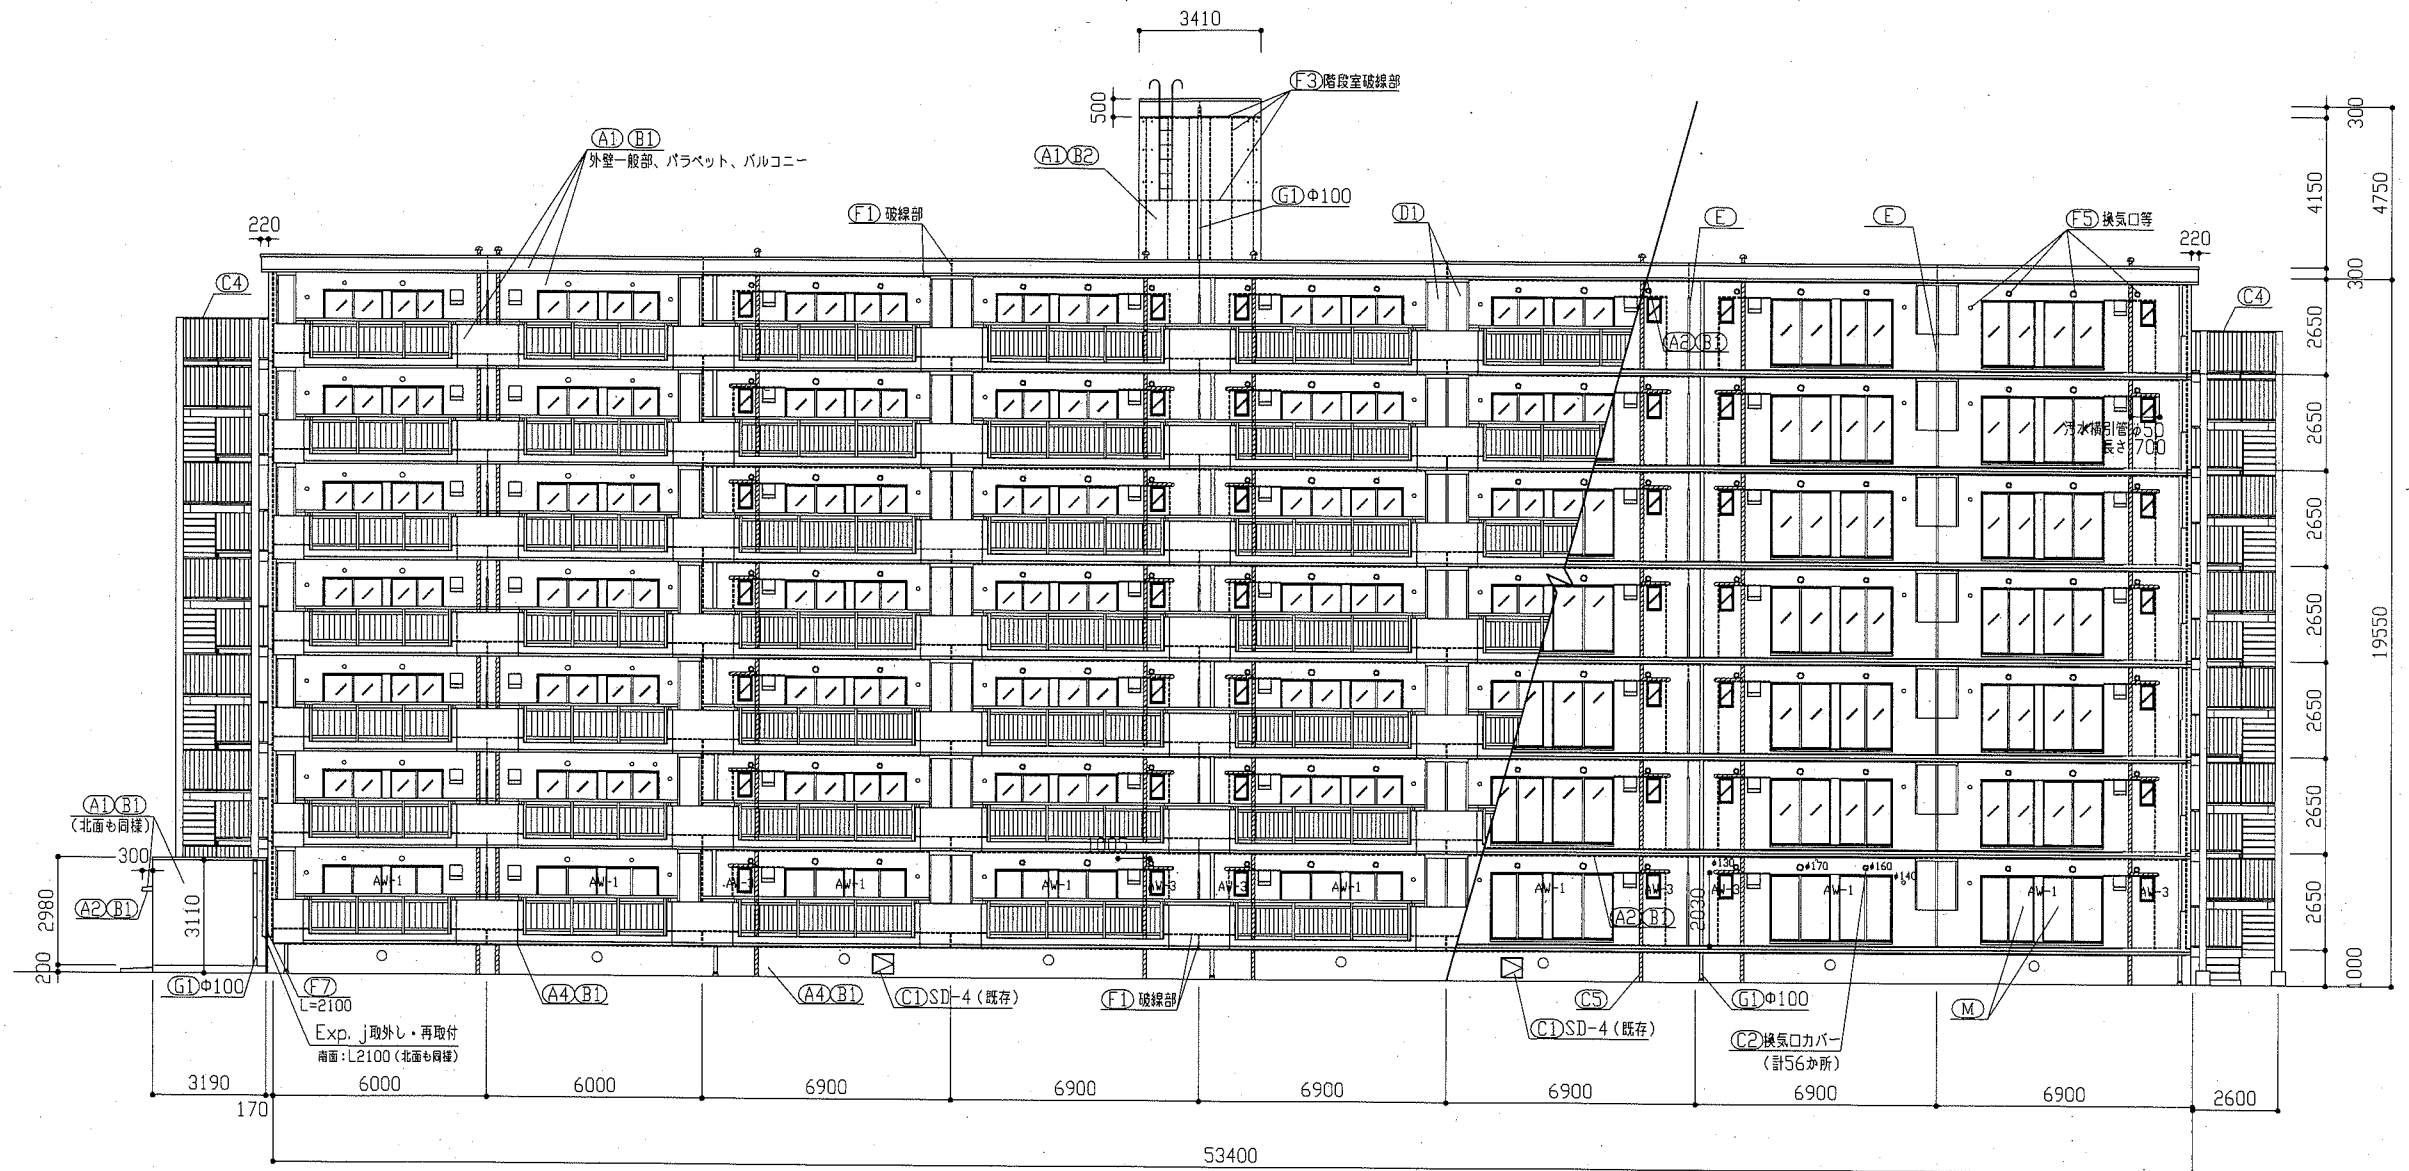 3410
F3 階段室破線部
500
300
A1 B1
外壁一般部、パラペット、バルコニー
A1 B2
4150
4750
G1 Φ100
F1 破線部
D1
E
E
F5 換気口等
220
220
300
C4
C4
A2 B1
2650
2650
汚水横引管φ50
長さ700
2650
2650
19550
2650
2650
A1 B1
(北面も同様)
300
1005
φ130
φ170
φ160
φ140
AW-1
AW-1
AW-3
AW-1
AW-1
AW-3
AW-3
AW-1
AW-1
AW-3
AW-3
AW-1
AW-1
AW-3
2980
A2 B1
3110
A2 B1
2030
2650
200
1000
G1 Φ100
F7
L=2100
A4 B1
A4 B1
C1 SD-4 (既存)
F1 破線部
C5
G1 Φ100
M
Exp. j 取外し・再取付
南面:L2100 (北面も同様)
C1 SD-4 (既存)
C2 換気口カバー
(計56か所)
3190
6000
6000
6900
6900
6900
6900
6900
6900
2600
170
53400